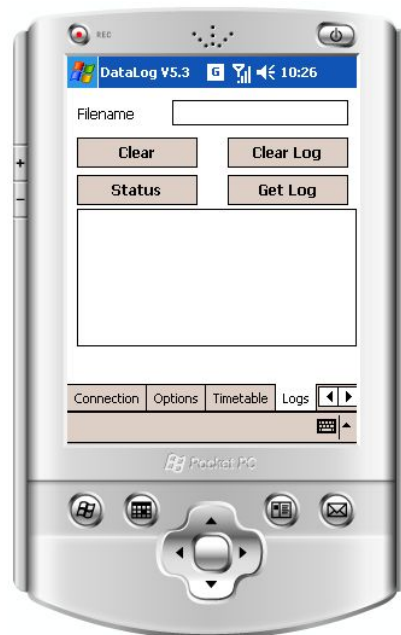 REC
DataLog V5.3 G 10:26
Filename
Clear Clear Log
Status Get Log
Connection Options Timetable Logs
Pocket PC